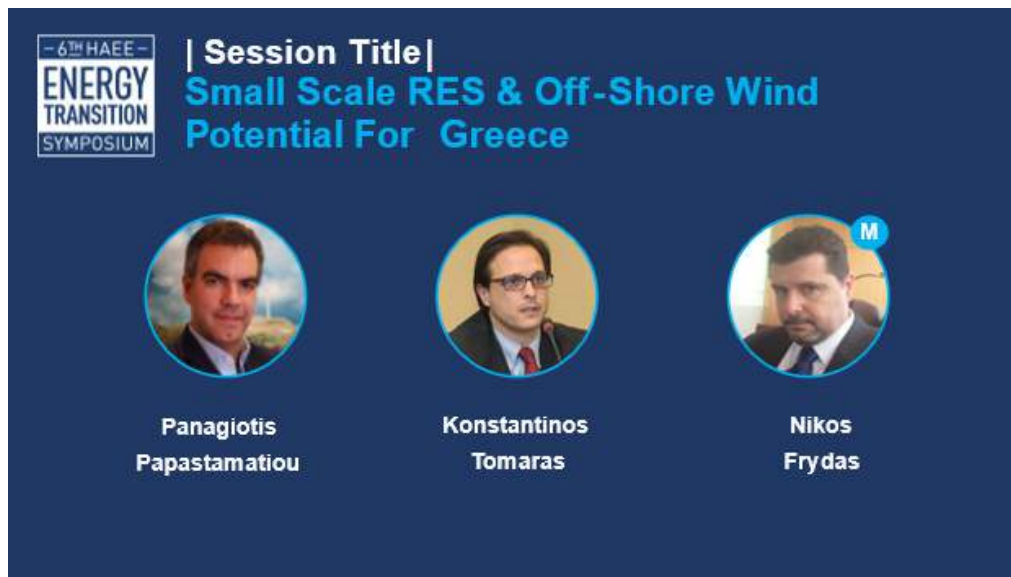 - 6TH HAEE -
ENERGY
TRANSITION
SYMPOSIUM
| Session Title|
Small Scale RES & Off-Shore Wind
Potential For Greece
M
Panagiotis
Papastamatiou
Konstantinos
Tomaras
Nikos
Frydas